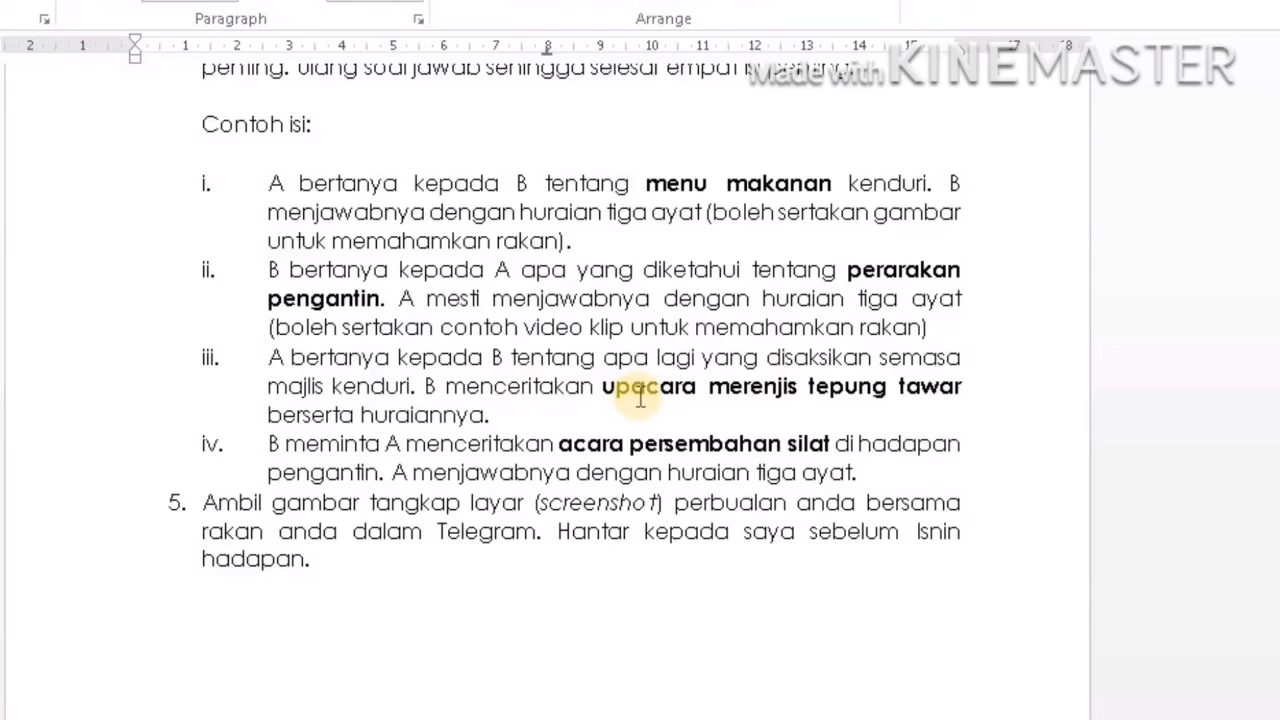 Paragraph
Arrange
2 1 1 2 3 4 5 6 7 8 9 10 11 12 13 14 15 17 18
Made with KINEMASTER
penting. Ulang soal jawab sehingga selesai empat isi
Contoh isi:
i. A bertanya kepada B tentang menu makanan kenduri. B
menjawabnya dengan huraian tiga ayat (boleh sertakan gambar
untuk memahamkan rakan).
ii. B bertanya kepada A apa yang diketahui tentang perarakan
pengantin. A mesti menjawabnya dengan huraian tiga ayat
(boleh sertakan contoh video klip untuk memahamkan rakan)
iii. A bertanya kepada B tentang apa lagi yang disaksikan semasa
majlis kenduri. B menceritakan upacara merenjis tepung tawar
berserta huraiannya.
iv. B meminta A menceritakan acara persembahan silat di hadapan
pengantin. A menjawabnya dengan huraian tiga ayat.
5. Ambil gambar tangkap layar (screenshot) perbualan anda bersama
rakan anda dalam Telegram. Hantar kepada saya sebelum Isnin
hadapan.